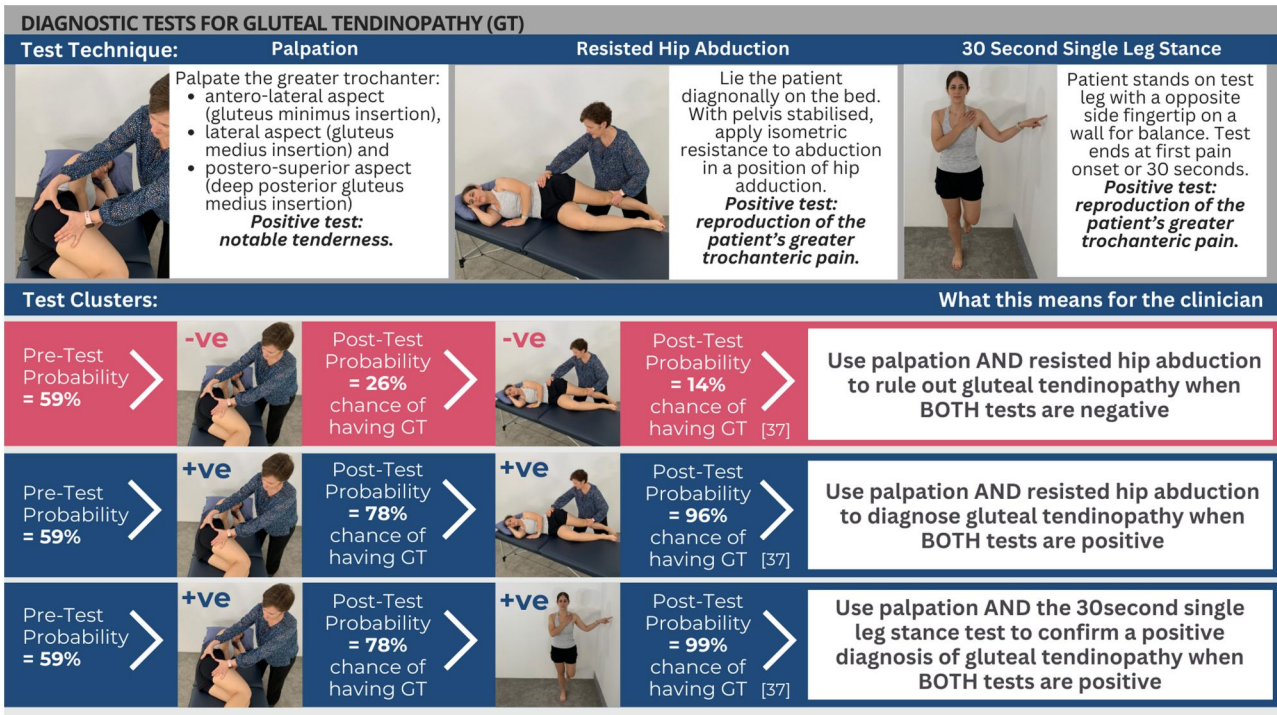 DIAGNOSTIC TESTS FOR GLUTEAL TENDINOPATHY (GT)
Test Technique:
Palpation
Resisted Hip Abduction
30 Second Single Leg Stance
Palpate the greater trochanter:
• antero-lateral aspect
(gluteus minimus insertion),
• lateral aspect (gluteus
medius insertion) and
• postero-superior aspect
(deep posterior gluteus
medius insertion)
Positive test:
notable tenderness.
Lie the patient
diagnonally on the bed.
With pelvis stabilised,
apply isometric
resistance to abduction
in a position of hip
adduction.
Positive test:
reproduction of the
patient’s greater
trochanteric pain.
Patient stands on test
leg with a opposite
side fingertip on a
wall for balance. Test
ends at first pain
onset or 30 seconds.
Positive test:
reproduction of the
patient’s greater
trochanteric pain.
Test Clusters:
What this means for the clinician
Pre-Test
Probability
= 59%
-ve
Post-Test
Probability
= 26%
chance of
having GT
-ve
Post-Test
Probability
= 14%
chance of
having GT [37]
Use palpation AND resisted hip abduction
to rule out gluteal tendinopathy when
BOTH tests are negative
Pre-Test
Probability
= 59%
+ve
Post-Test
Probability
= 78%
chance of
having GT
+ve
Post-Test
Probability
= 96%
chance of
having GT [37]
Use palpation AND resisted hip abduction
to diagnose gluteal tendinopathy when
BOTH tests are positive
Pre-Test
Probability
= 59%
+ve
Post-Test
Probability
= 78%
chance of
having GT
+ve
Post-Test
Probability
= 99%
chance of
having GT [37]
Use palpation AND the 30second single
leg stance test to confirm a positive
diagnosis of gluteal tendinopathy when
BOTH tests are positive